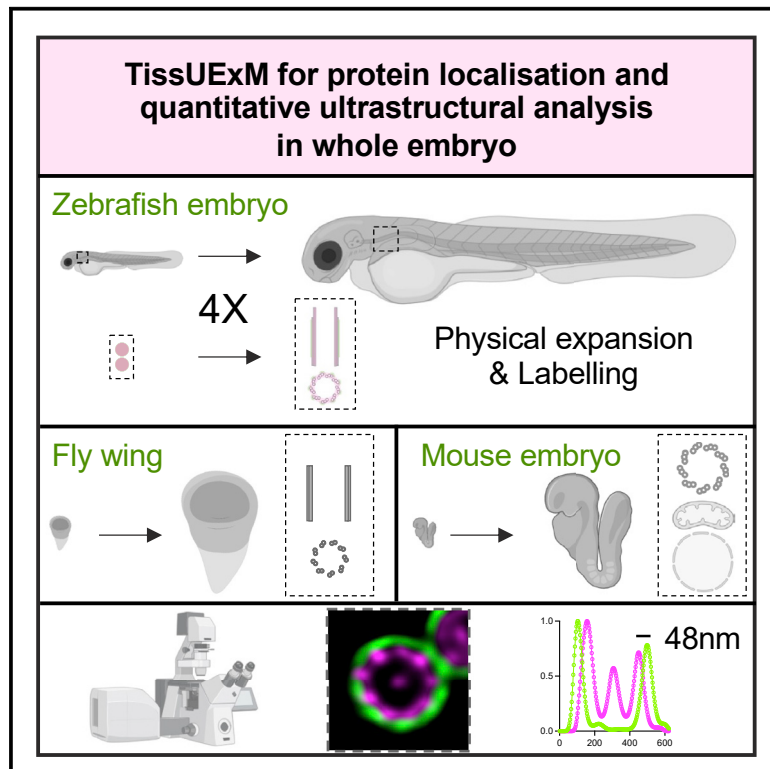 TissUExM for protein localisation and
quantitative ultrastructural analysis
in whole embryo
Zebrafish embryo
4X
Physical expansion
& Labelling
Fly wing
Mouse embryo
48nm
1.0
0.5
0.0
0 200 400 600